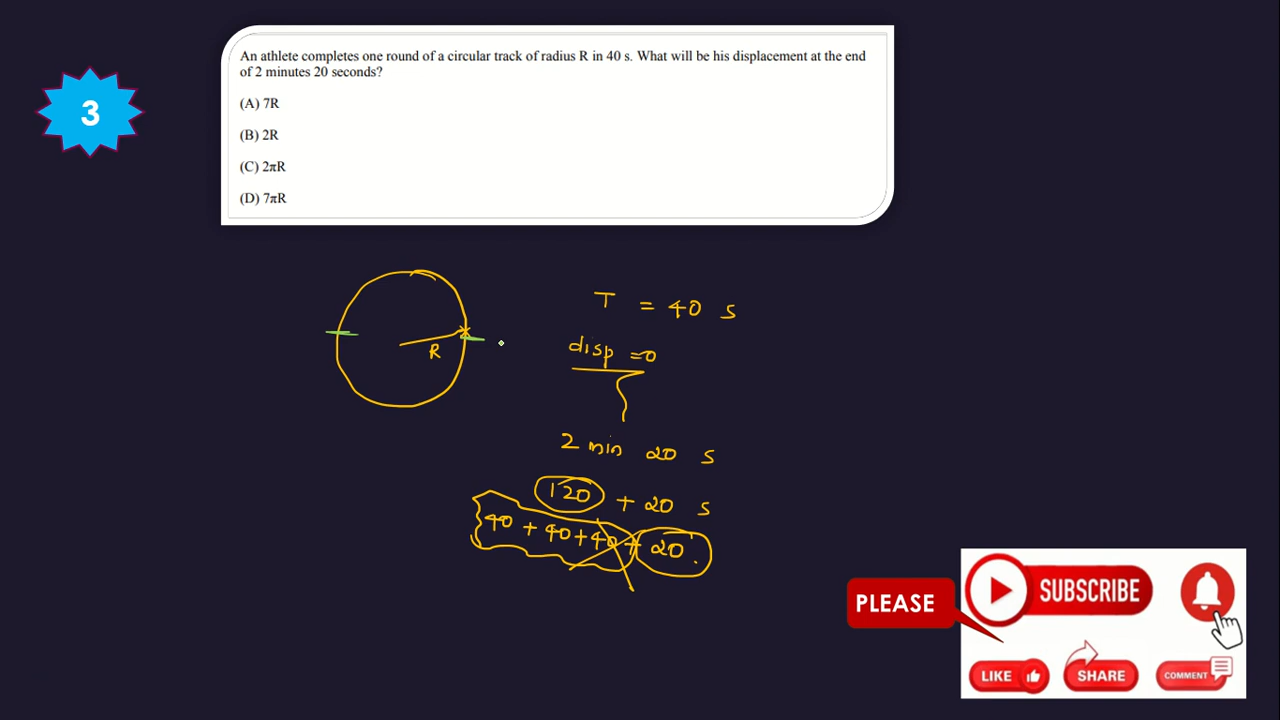 An athlete completes one round of a circular track of radius R in 40 s. What will be his displacement at the end
of 2 minutes 20 seconds?
3
(A) 7R
(B) 2R
(C) 2πR
(D) 7πR
T = 40 s
R
disp =0
2 min 20 s
120 + 20 s
40 + 40+40+ 20.
PLEASE
SUBSCRIBE
LIKE
SHARE
COMMENT